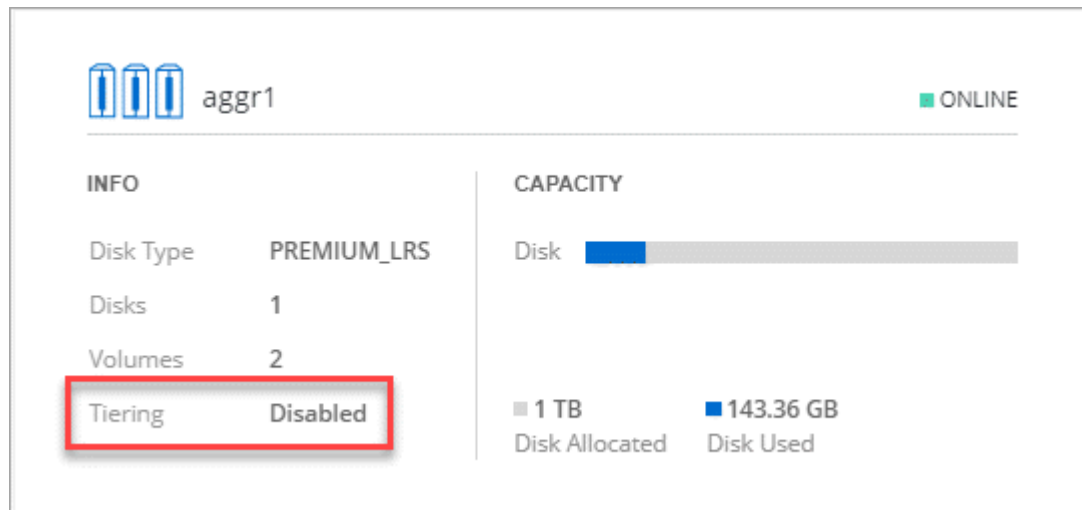 aggr1
ONLINE
INFO
Disk Type PREMIUM_LRS
Disks 1
Volumes 2
Tiering Disabled
CAPACITY
Disk
1 TB
Disk Allocated
143.36 GB
Disk Used